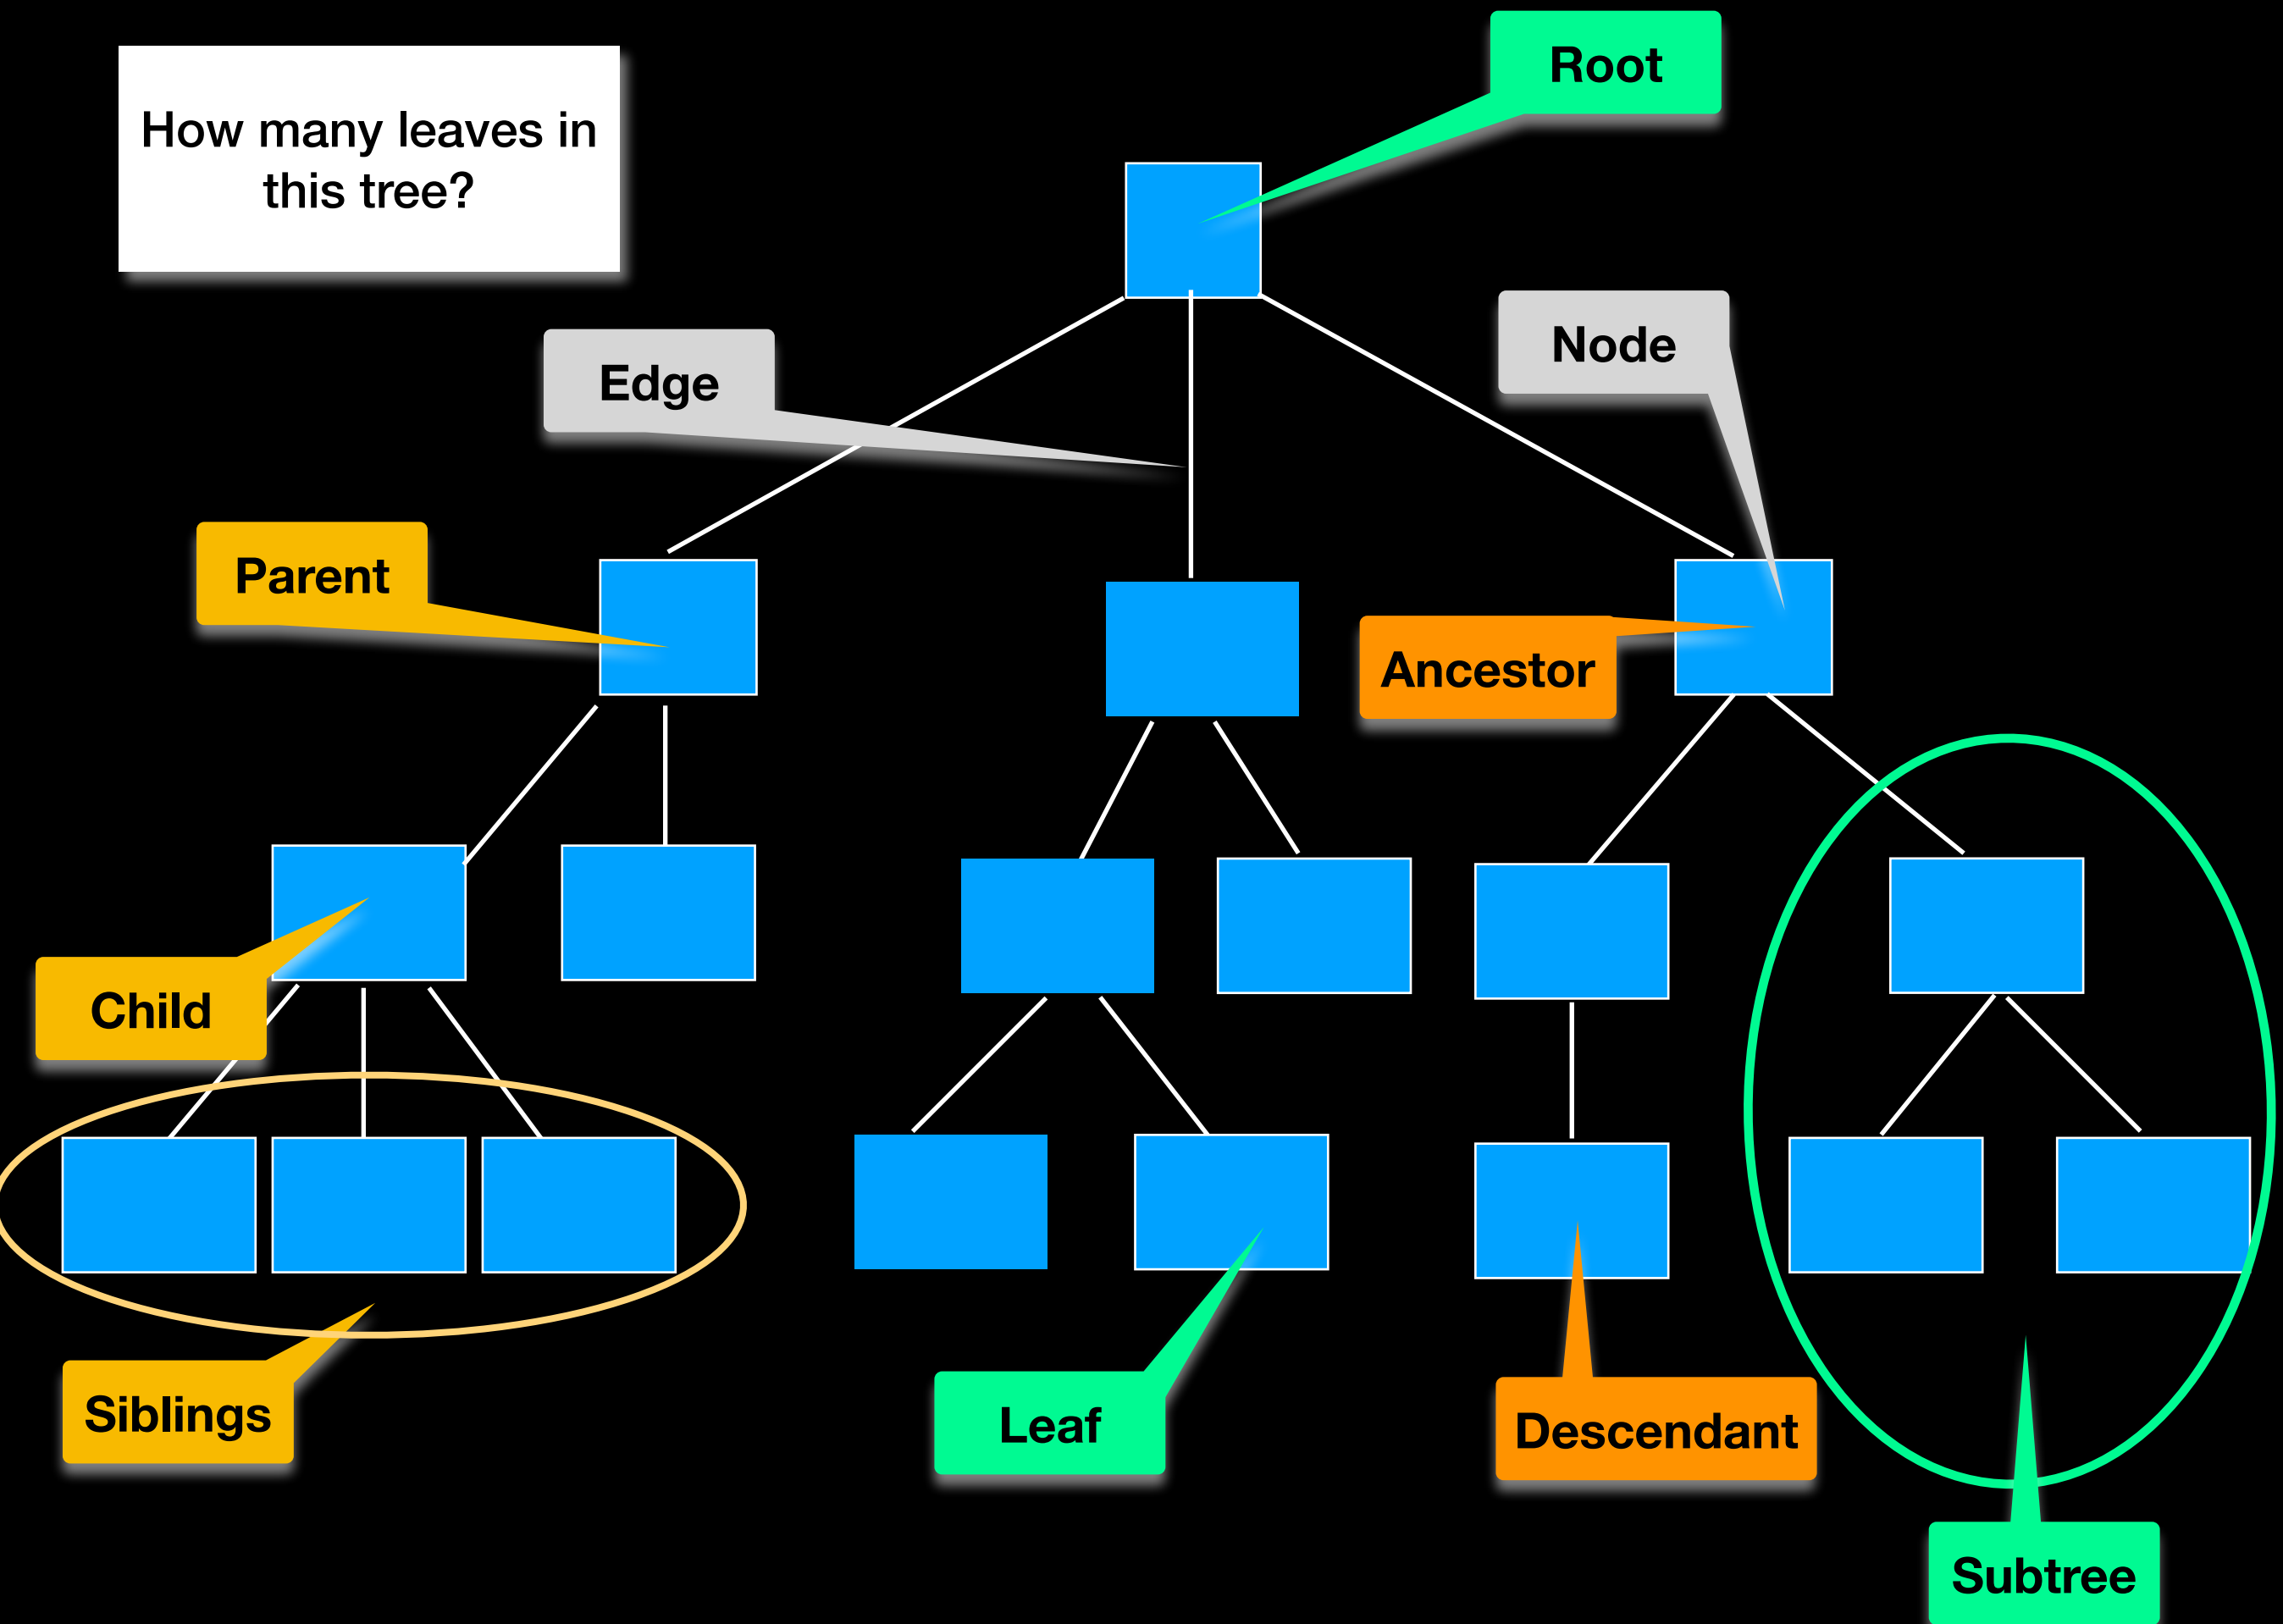 How many leaves in
this tree?
Root
Edge
Node
Parent
Ancestor
Child
Siblings
Leaf
Descendant
Subtree